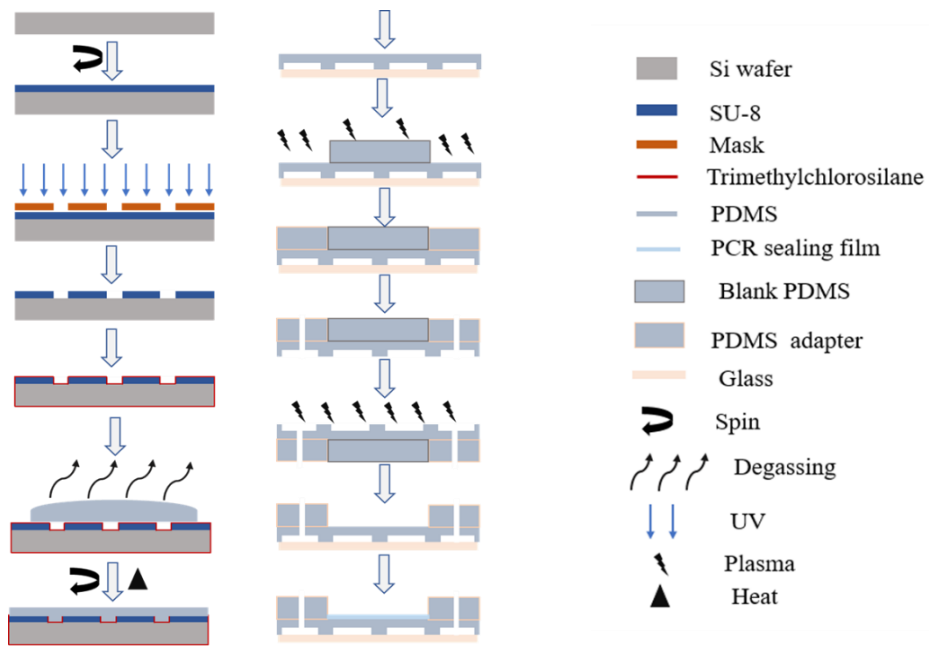 Si wafer
SU-8
Mask
Trimethylchlorosilane
PDMS
PCR sealing film
Blank PDMS
PDMS adapter
Glass
Spin
Degassing
UV
Plasma
Heat